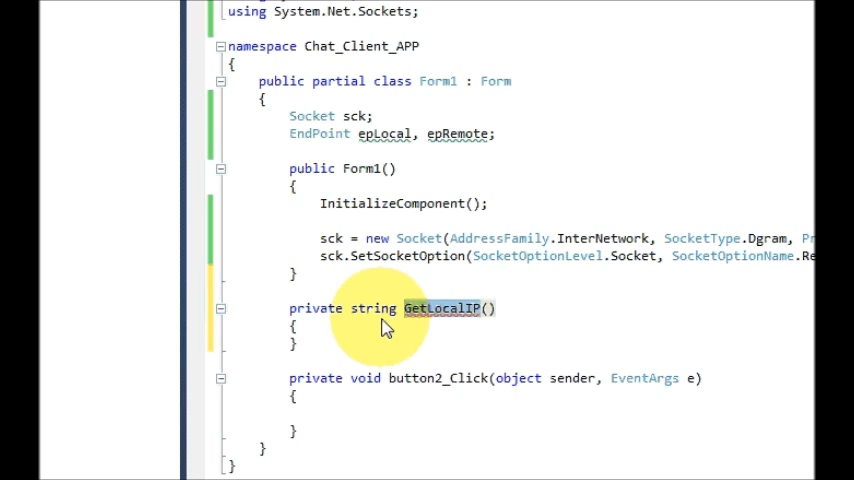 using System.Net.Sockets;
namespace Chat_Client_APP
{
public partial class Form1 : Form
{
Socket sck;
EndPoint epLocal, epRemote;
public Form1()
{
InitializeComponent();
sck = new Socket(AddressFamily.InterNetwork, SocketType.Dgram, Pr
sck.SetSocketOption(SocketOptionLevel.Socket, SocketOptionName.Re
}
private string GetLocalIP()
{
}
private void button2_Click(object sender, EventArgs e)
{
}
}
}